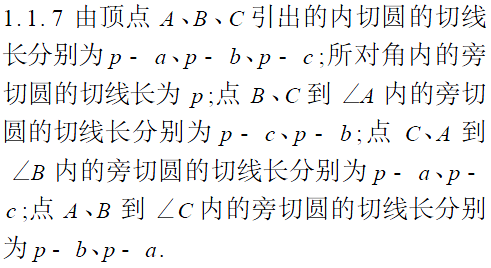 1.1.7 由顶点 A、B、C 引出的内切圆的切线
长分别为 p - a、p - b、p - c ;所对角内的旁
切圆的切线长为 p ;点 B、C 到 ∠A 内的旁切
圆的切线长分别为 p - c、p - b ;点 C、A 到
∠B 内的旁切圆的切线长分别为 p - a、p -
c ;点 A、B 到 ∠C 内的旁切圆的切线长分别
为 p - b、p - a .